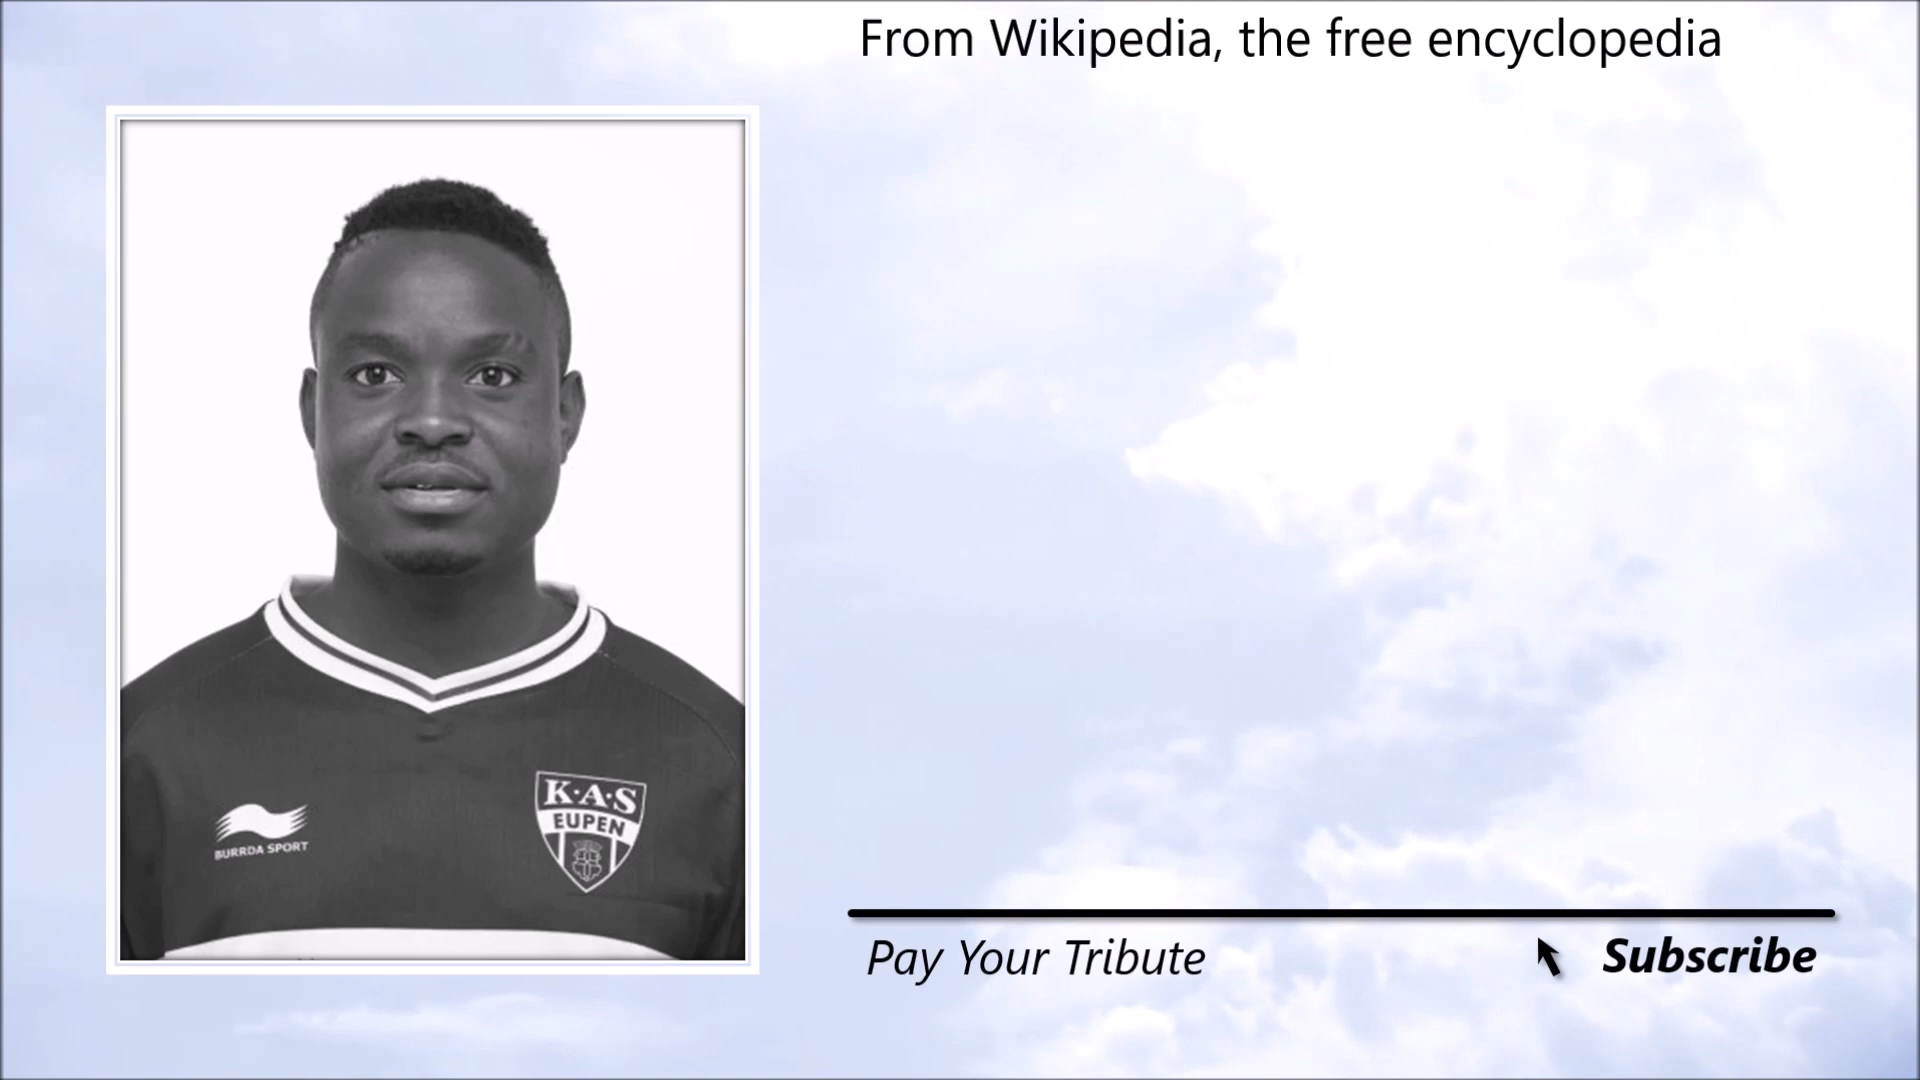 From Wikipedia, the free encyclopedia
K·A·S
EUPEN
BURRDA SPORT
Pay Your Tribute
Subscribe